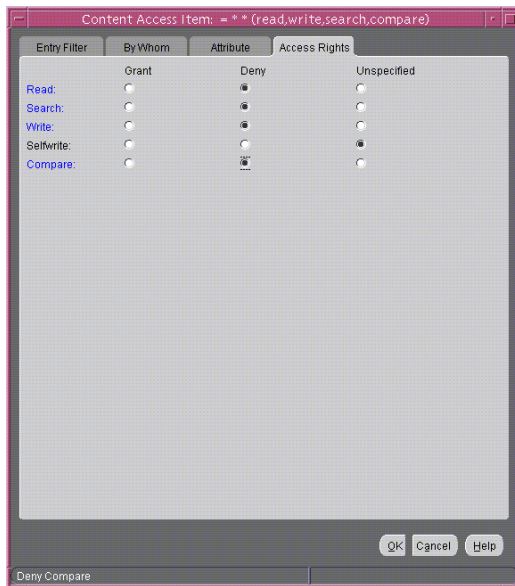 Content Access Item: = * * (read,write,search,compare)
Entry Filter By Whom Attribute Access Rights
Grant Deny Unspecified
Read:
Search:
Write:
Selfwrite:
Compare:
OK Cancel Help
Deny Compare